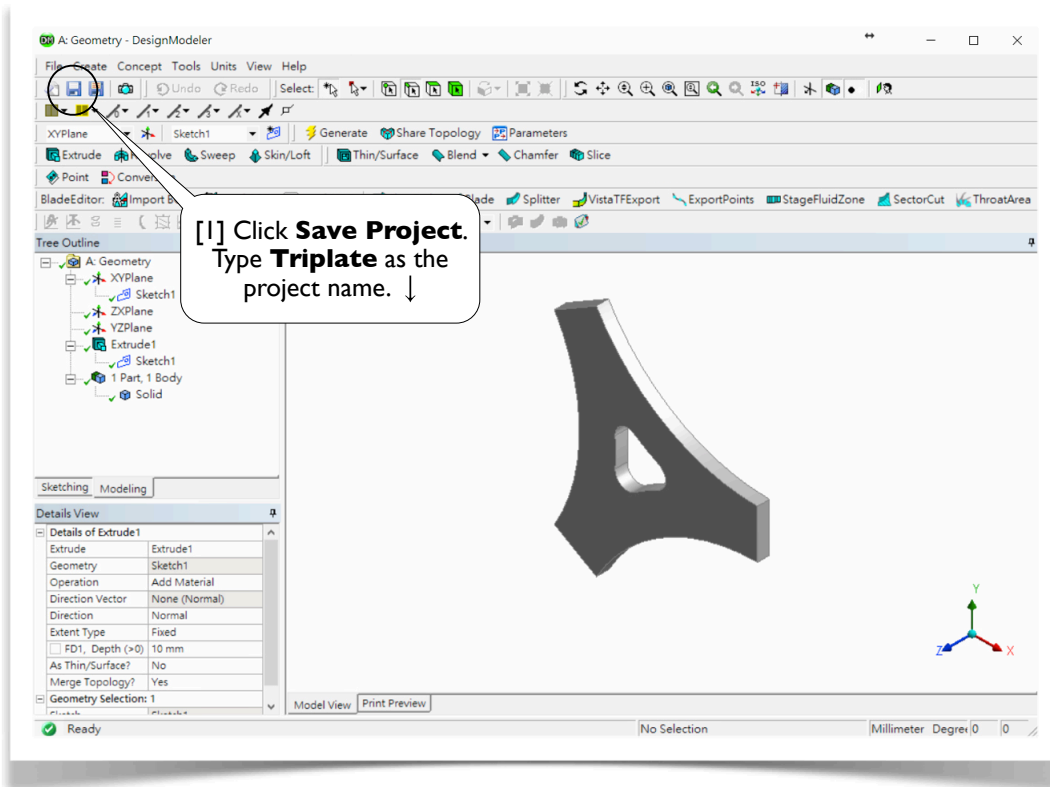 A: Geometry - DesignModeler
File Create Concept Tools Units View Help
Undo Redo Select:
XYPlane Sketch1 Generate Share Topology Parameters
Extrude Sweep Skin/Loft Thin/Surface Blend Chamfer Slice
Point
BladeEditor: Splitter VistaTFExport ExportPoints StageFluidZone SectorCut ThroatArea
[1] Click Save Project.
Type Triplate as the
project name. ↓
Tree Outline
A: Geometry
XYPlane
Sketch1
ZXPlane
YZPlane
Extrude1
Sketch1
1 Part, 1 Body
Solid
Sketching Modeling
Details View
Details of Extrude1
Extrude Extrude1
Geometry Sketch1
Operation Add Material
Direction Vector None (Normal)
Direction Normal
Extent Type Fixed
FD1, Depth (>0) 10 mm
As Thin/Surface? No
Merge Topology? Yes
Geometry Selection: 1
Y
Z X
Model View Print Preview
Ready No Selection Millimeter 0 0